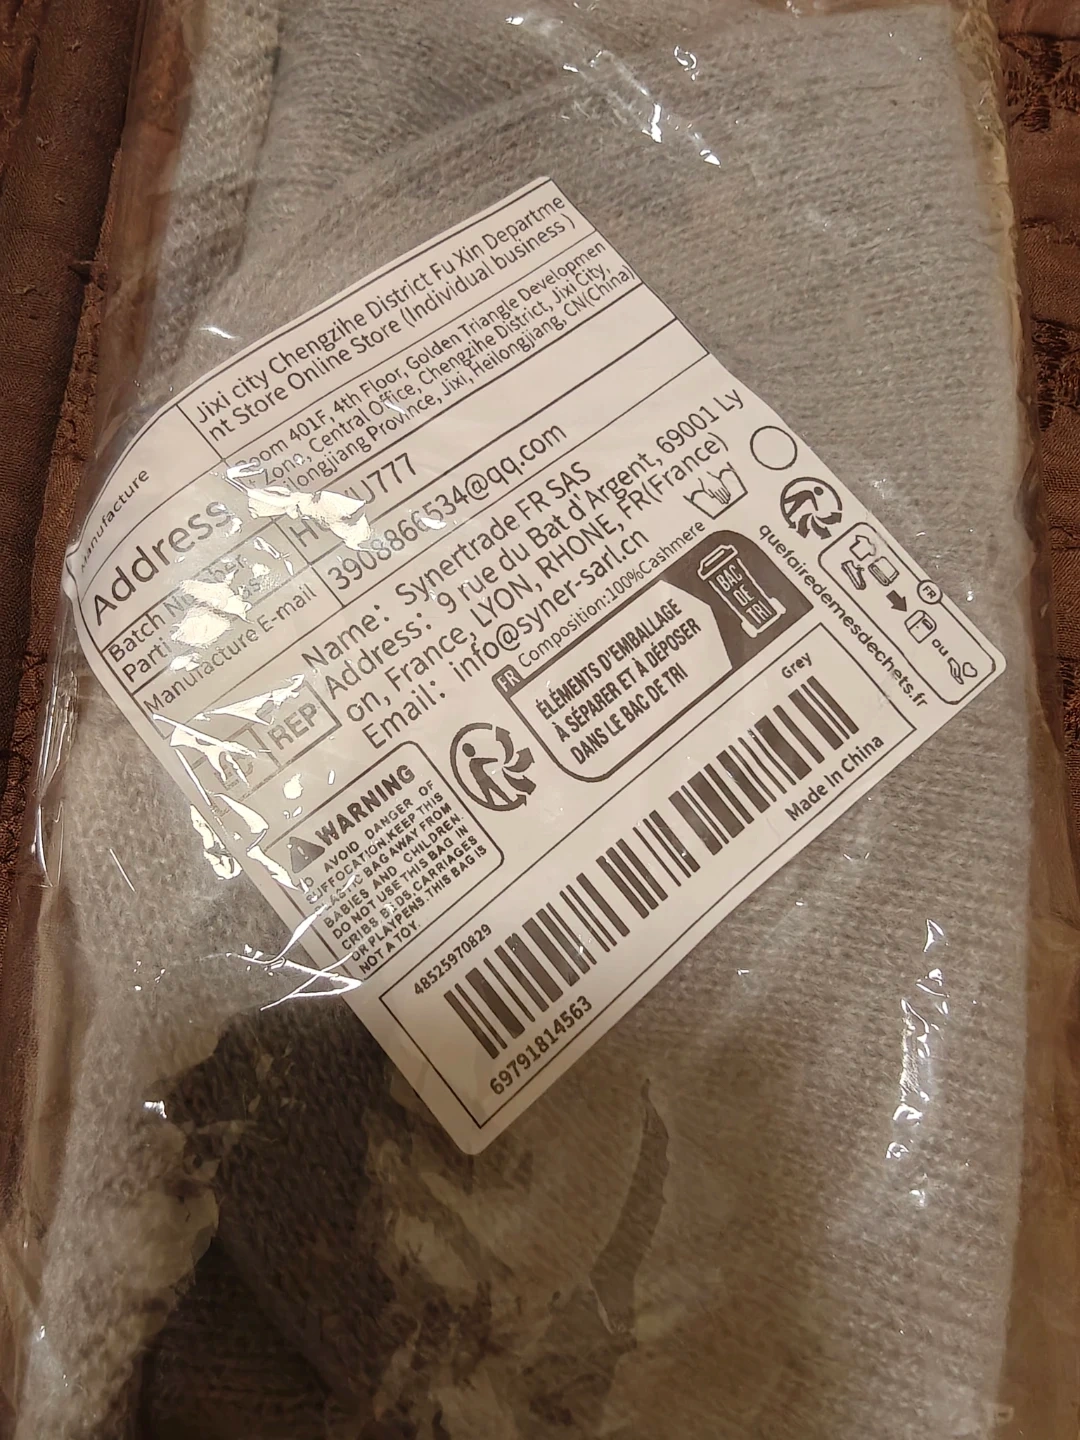 Manufacture
Jixi city Chengzihe District Fu Xin Departme
nt Store Online Store (Individual business )
Address
Room 401F, 4th Floor, Golden Triangle Developmen
t Zone, Central Office, Chengzihe District, Jixi City,
Heilongjiang Province, Jixi, Heilongjiang, CN(China)
Batch
Manufacture E-mail
3908866534@qq.com
REP
Name: Synertrade FR SAS
Address: 9 rue du Bat d'Argent, 69001 Ly
on, France, LYON, RHONE, FR(France)
Email: info@syner-sarl.cn
FR
Composition:100%Cashmere
ÉLÉMENTS D'EMBALLAGE
À SÉPARER ET À DÉPOSER
DANS LE BAC DE TRI
BAC
DE
TRI
quefairedemesdechets.fr
FR
ou
WARNING
TO AVOID DANGER OF
SUFFOCATION.KEEP THIS
PLASTIC BAG AWAY FROM
BABIES AND CHILDREN.
DO NOT USE THIS BAG IN
CRIBS, BEDS, CARRIAGES
OR PLAYPENS.THIS BAG IS
NOT A TOY.
48525970829
Grey
69791814563
Made In China